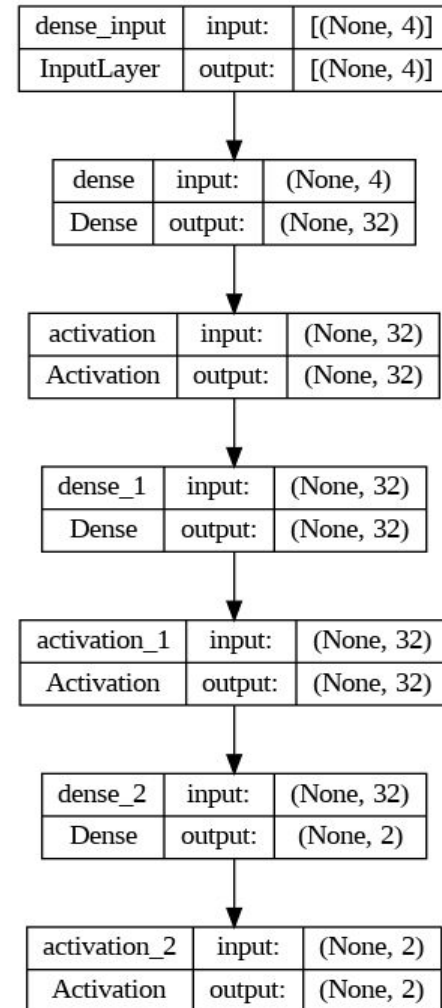 dense_input input: [(None, 4)]
InputLayer output: [(None, 4)]
dense input: (None, 4)
Dense output: (None, 32)
activation input: (None, 32)
Activation output: (None, 32)
dense_1 input: (None, 32)
Dense output: (None, 32)
activation_1 input: (None, 32)
Activation output: (None, 32)
dense_2 input: (None, 32)
Dense output: (None, 2)
activation_2 input: (None, 2)
Activation output: (None, 2)